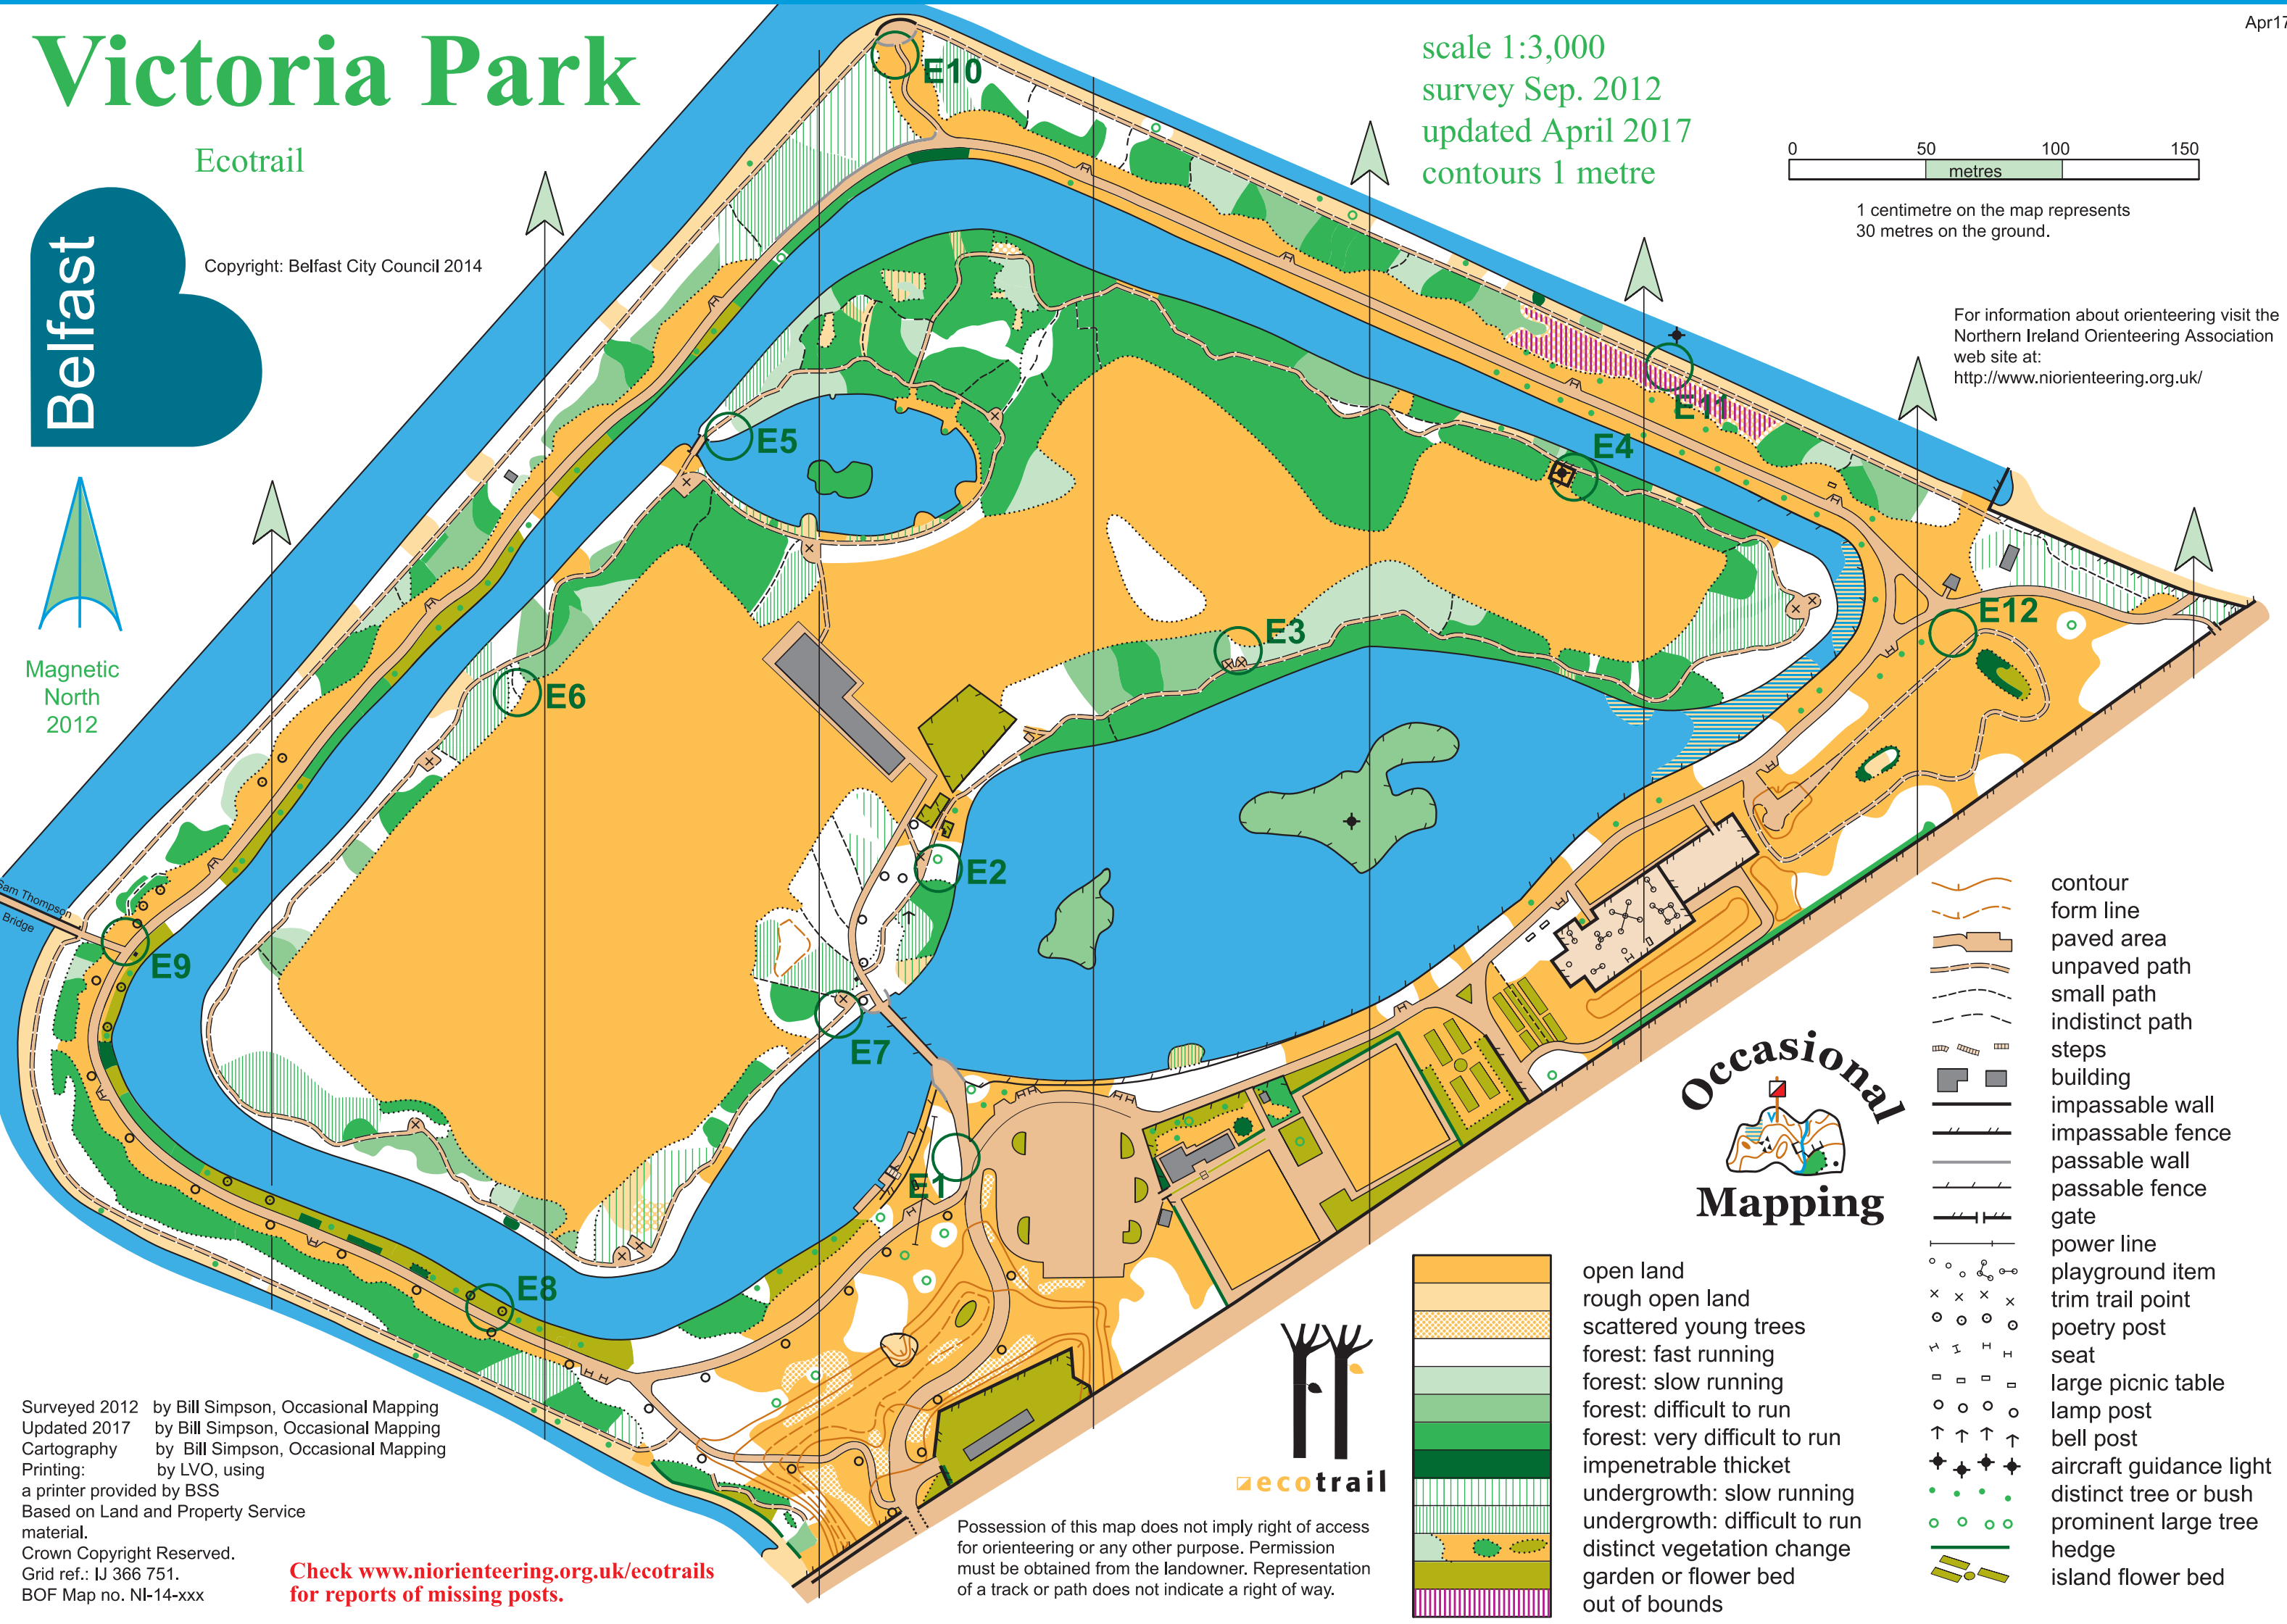 Apr17
Victoria Park
Ecotrail
Belfast
Copyright: Belfast City Council 2014
scale 1:3,000
survey Sep. 2012
updated April 2017
contours 1 metre
0 50 100 150
metres
1 centimetre on the map represents
30 metres on the ground.
For information about orienteering visit the
Northern Ireland Orienteering Association
web site at:
http://www.niorienteering.org.uk/
Magnetic
North
2012
E10
E11
E5
E4
E12
E3
E6
E2
Sam Thompson
Bridge
E9
E7
E1
E8
Occasional
Mapping
contour
form line
paved area
unpaved path
small path
indistinct path
steps
building
impassable wall
impassable fence
passable wall
passable fence
gate
power line
playground item
trim trail point
poetry post
seat
large picnic table
lamp post
bell post
aircraft guidance light
distinct tree or bush
prominent large tree
hedge
island flower bed
open land
rough open land
scattered young trees
forest: fast running
forest: slow running
forest: difficult to run
forest: very difficult to run
impenetrable thicket
undergrowth: slow running
undergrowth: difficult to run
distinct vegetation change
garden or flower bed
out of bounds
ecotrail
Possession of this map does not imply right of access
for orienteering or any other purpose. Permission
must be obtained from the landowner. Representation
of a track or path does not indicate a right of way.
Surveyed 2012 by Bill Simpson, Occasional Mapping
Updated 2017 by Bill Simpson, Occasional Mapping
Cartography by Bill Simpson, Occasional Mapping
Printing: by LVO, using
a printer provided by BSS
Based on Land and Property Service
material.
Crown Copyright Reserved.
Grid ref.: IJ 366 751.
BOF Map no. NI-14-xxx
Check www.niorienteering.org.uk/ecotrails
for reports of missing posts.